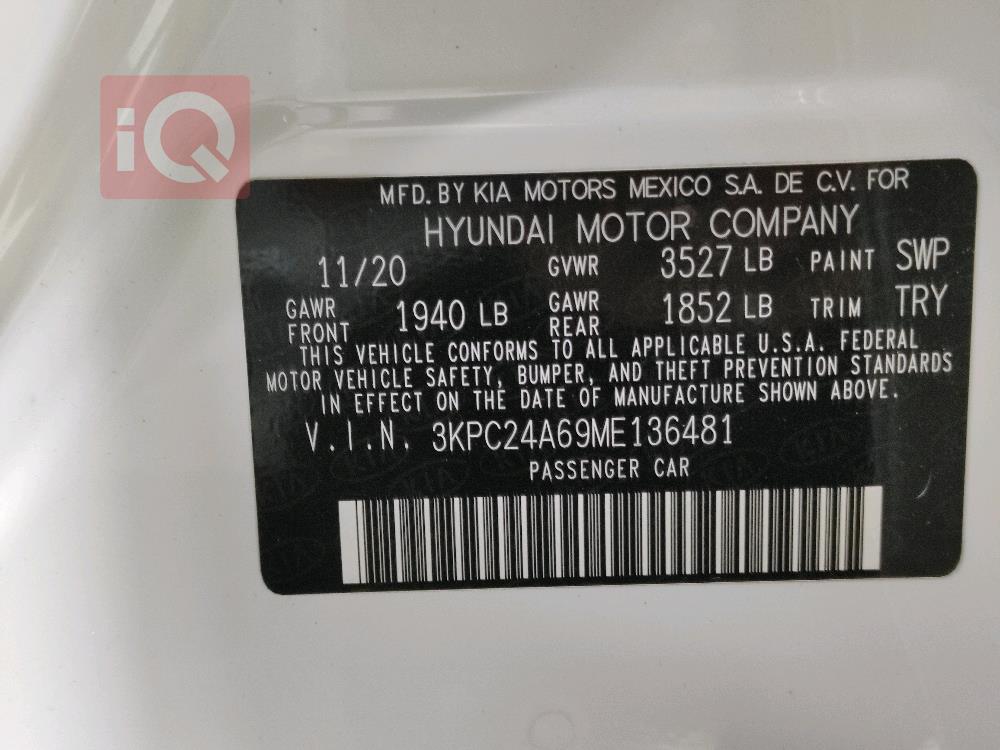 iQ
MFD. BY KIA MOTORS MEXICO S.A. DE C.V. FOR
HYUNDAI MOTOR COMPANY
11/20 GVWR 3527 LB PAINT SWP
GAWR FRONT 1940 LB GAWR REAR 1852 LB TRIM TRY
THIS VEHICLE CONFORMS TO ALL APPLICABLE U.S.A. FEDERAL
MOTOR VEHICLE SAFETY, BUMPER, AND THEFT PREVENTION STANDARDS
IN EFFECT ON THE DATE OF MANUFACTURE SHOWN ABOVE.
V.I.N. 3KPC24A69ME136481
PASSENGER CAR